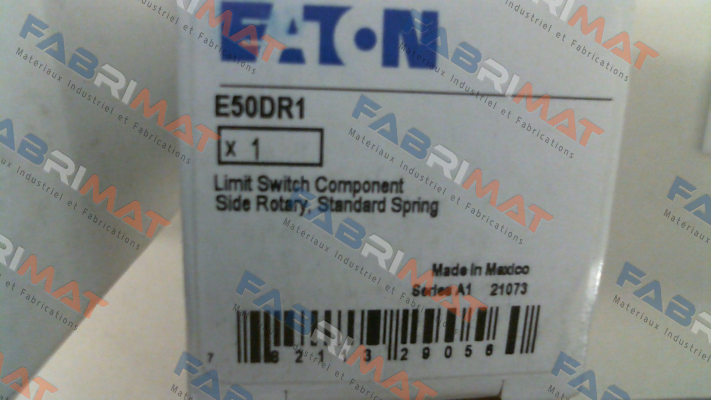 EATON
E50DR1
x 1
Limit Switch Component
Side Rotary, Standard Spring
Made in Mexico
Series A1 21073
FABRIMAT
Materiaux Industriel et Fabrications